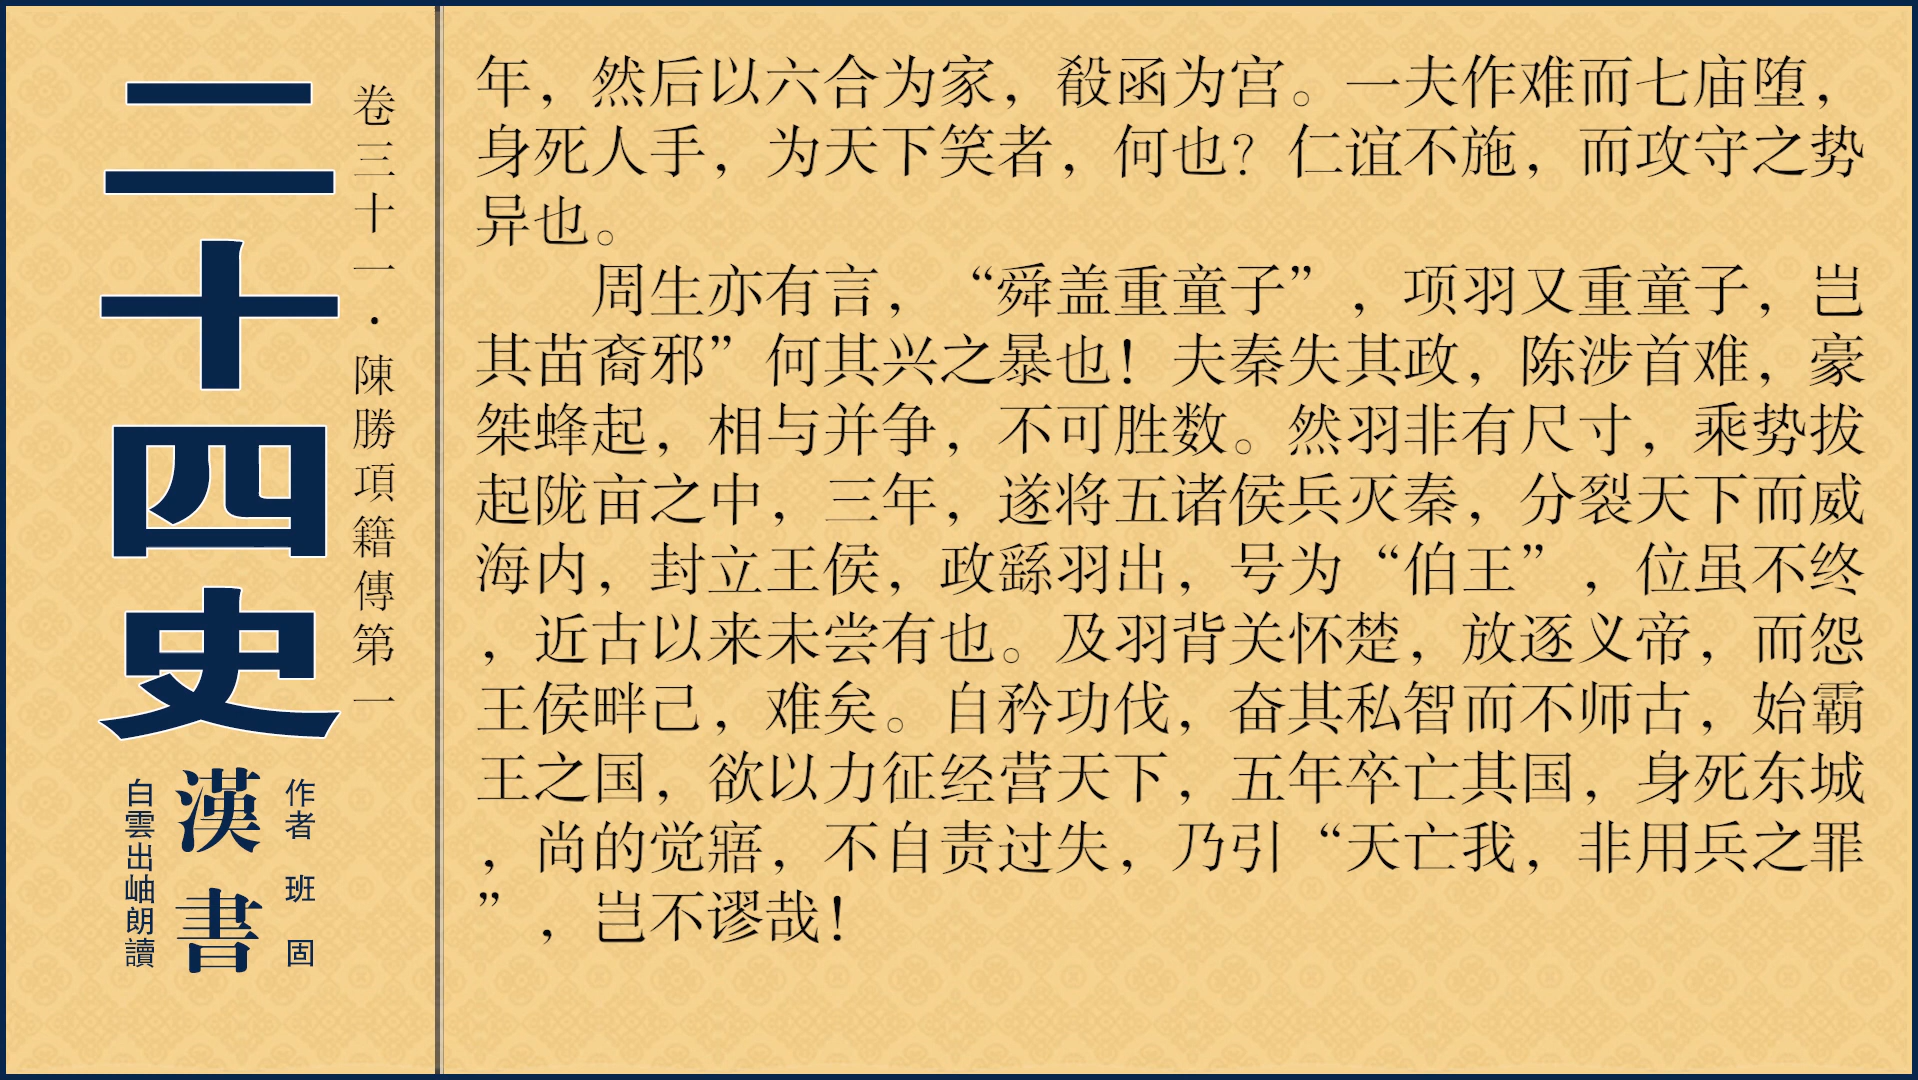 二十四史
卷三十一·陳勝項籍傳第一
作者 班固
漢書
白雲出岫朗讀
年，然后以六合为家，殽函为宫。一夫作难而七庙堕，
身死人手，为天下笑者，何也？仁谊不施，而攻守之势
异也。
周生亦有言，“舜盖重童子”，项羽又重童子，岂
其苗裔邪”何其兴之暴也！夫秦失其政，陈涉首难，豪
桀蜂起，相与并争，不可胜数。然羽非有尺寸，乘势拔
起陇亩之中，三年，遂将五诸侯兵灭秦，分裂天下而威
海内，封立王侯，政繇羽出，号为“伯王”，位虽不终
，近古以来未尝有也。及羽背关怀楚，放逐义帝，而怨
王侯畔己，难矣。自矜功伐，奋其私智而不师古，始霸
王之国，欲以力征经营天下，五年卒亡其国，身死东城
，尚的觉寤，不自责过失，乃引“天亡我，非用兵之罪
”，岂不谬哉！